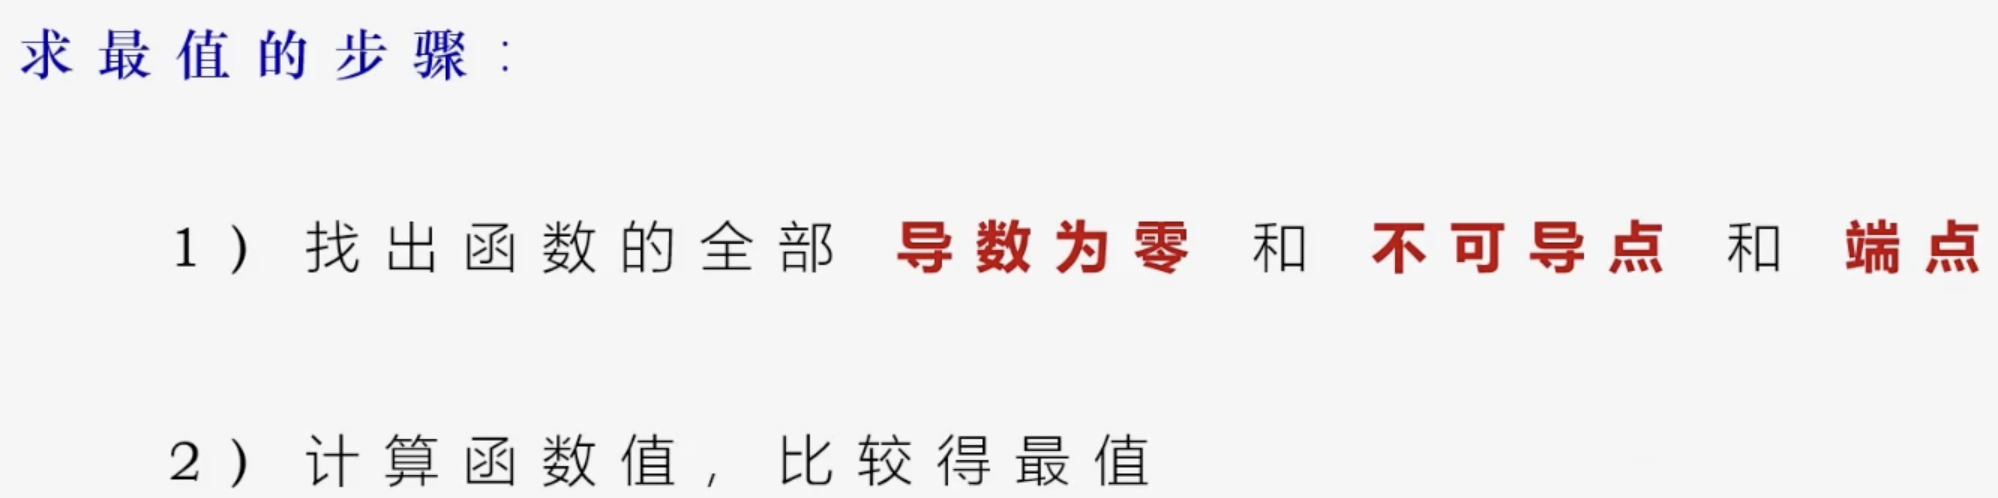 求最值的步骤:
1) 找出函数的全部 导数为零 和 不可导点 和 端点
2) 计算函数值, 比较得最值